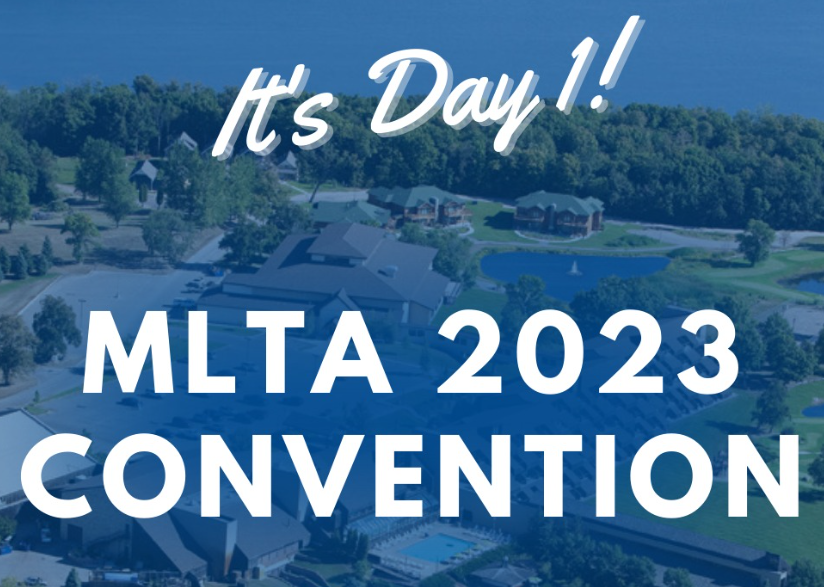 It's Day 1!
MLTA 2023
CONVENTION